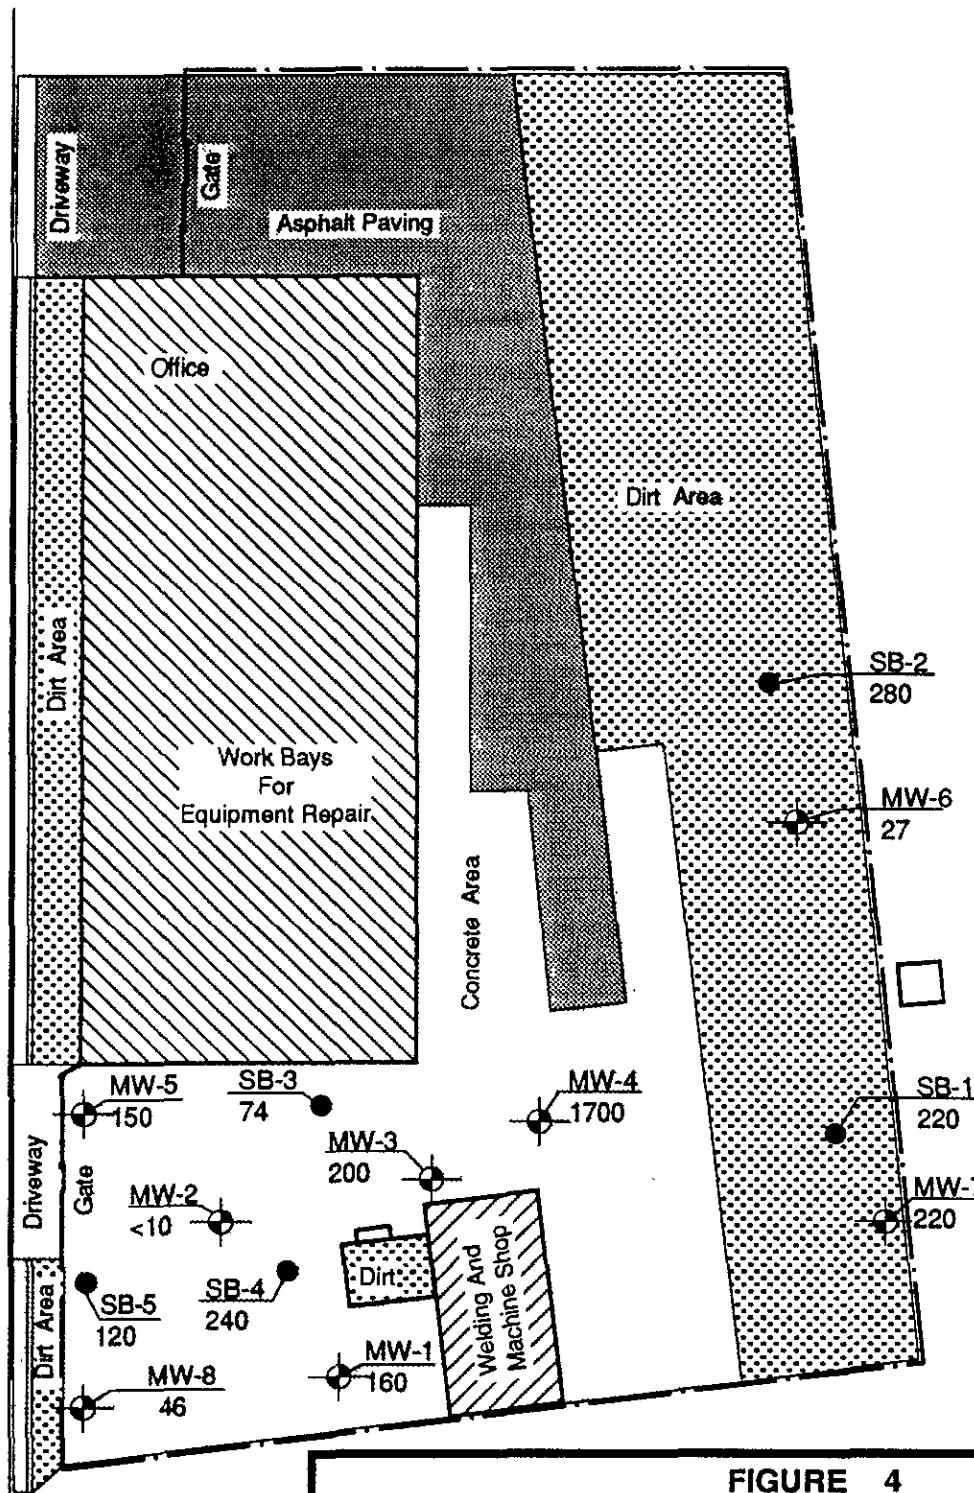 Driveway
Gate
Asphalt Paving
Office
Dirt Area
Dirt Area
SB-2
280
Work Bays
For
Equipment Repair
MW-6
27
Concrete Area
MW-5
150
SB-3
74
MW-4
1700
SB-1
220
MW-3
200
Driveway
Gate
MW-2
<10
MW-7
220
Dirt
Welding And
Machine Shop
SB-5
120
SB-4
240
Dirt Area
MW-1
160
MW-8
46
FIGURE 4